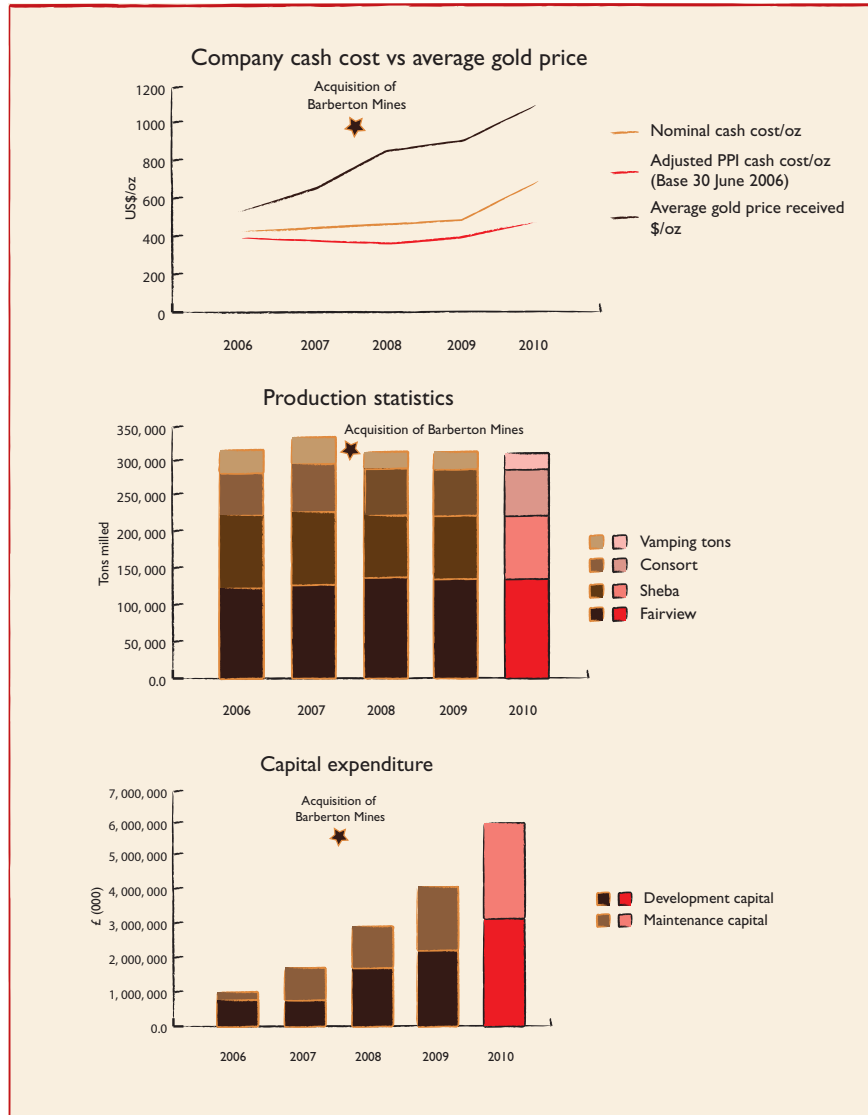 Company cash cost vs average gold price
Acquisition of
Barberton Mines
US$/oz
1200
1000
800
600
400
200
0
2006 2007 2008 2009 2010
Nominal cash cost/oz
Adjusted PPI cash cost/oz
(Base 30 June 2006)
Average gold price received
$/oz
Production statistics
Acquisition of Barberton Mines
Tons milled
350, 000
300, 000
250, 000
200, 000
150, 000
100, 000
50, 000
0.0
2006 2007 2008 2009 2010
Vamping tons
Consort
Sheba
Fairview
Capital expenditure
Acquisition of
Barberton Mines
£ (000)
7, 000, 000
6, 000, 000
5, 000, 000
4, 000, 000
3, 000, 000
2, 000, 000
1, 000, 000
0.0
2006 2007 2008 2009 2010
Development capital
Maintenance capital